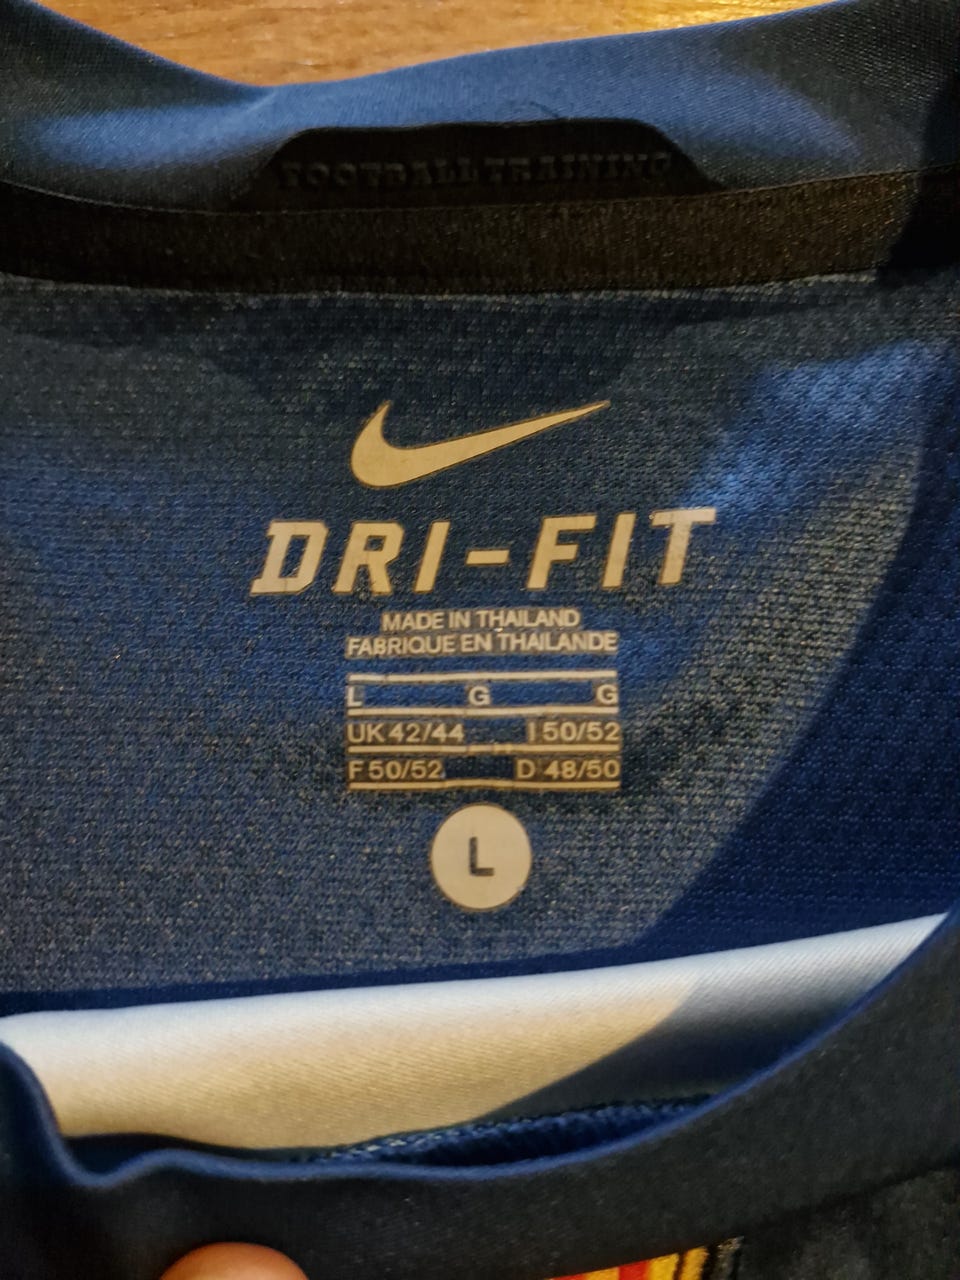 FOOTBALL TRAINING
DRI-FIT
MADE IN THAILAND
FABRIQUE EN THAILANDE
L G G
UK 42/44 I 50/52
F 50/52 D 48/50
L